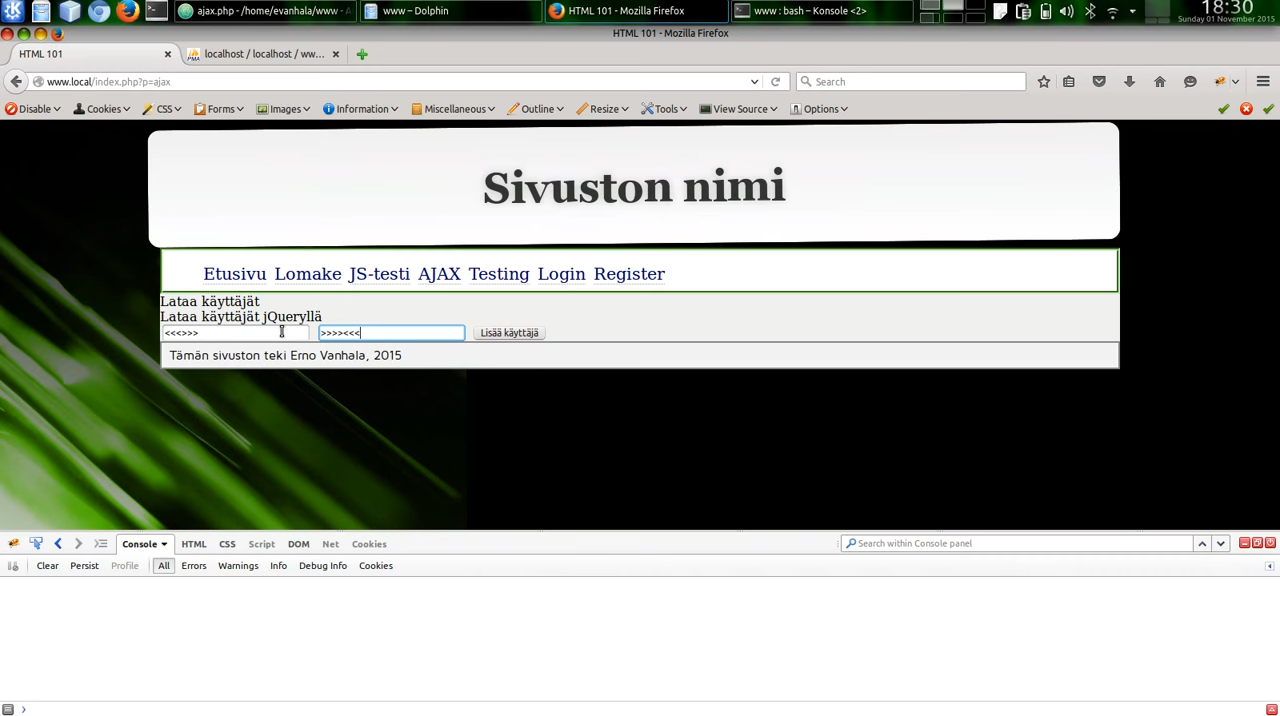 ajax.php - /home/evanhala/www - A
www – Dolphin
HTML 101 - Mozilla Firefox
www : bash – Konsole <2>
18:30
Sunday 01 November 2015
HTML 101 - Mozilla Firefox
HTML 101
localhost / localhost / ww...
www.local/index.php?p=ajax
Search
Disable
Cookies
CSS
Forms
Images
Information
Miscellaneous
Outline
Resize
Tools
View Source
Options
Sivuston nimi
Etusivu Lomake JS-testi AJAX Testing Login Register
Lataa käyttäjät
Lataa käyttäjät jQueryllä
<<<>>>
>>>><<<
Lisää käyttäjä
Tämän sivuston teki Erno Vanhala, 2015
Console
HTML
CSS
Script
DOM
Net
Cookies
Search within Console panel
Clear
Persist
Profile
All
Errors
Warnings
Info
Debug Info
Cookies